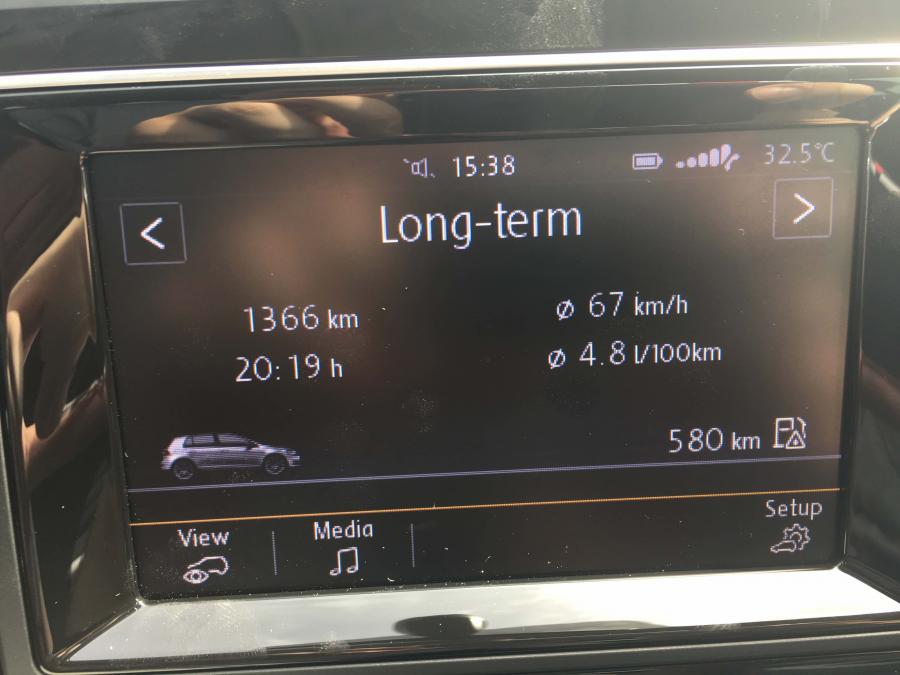 15:38 32.5°C
< Long-term >
1366 km
20:19 h
ø 67 km/h
ø 4.8 l/100km
580 km
View
Media
Setup